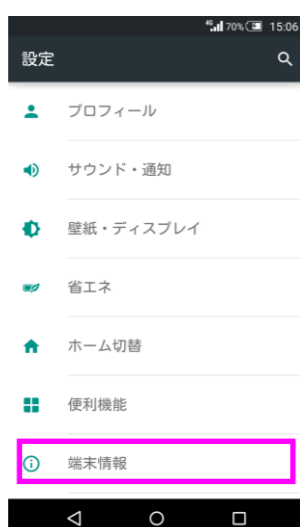 4G 70% 15:06
設定
プロフィール
サウンド・通知
壁紙・ディスプレイ
省エネ
ホーム切替
便利機能
端末情報